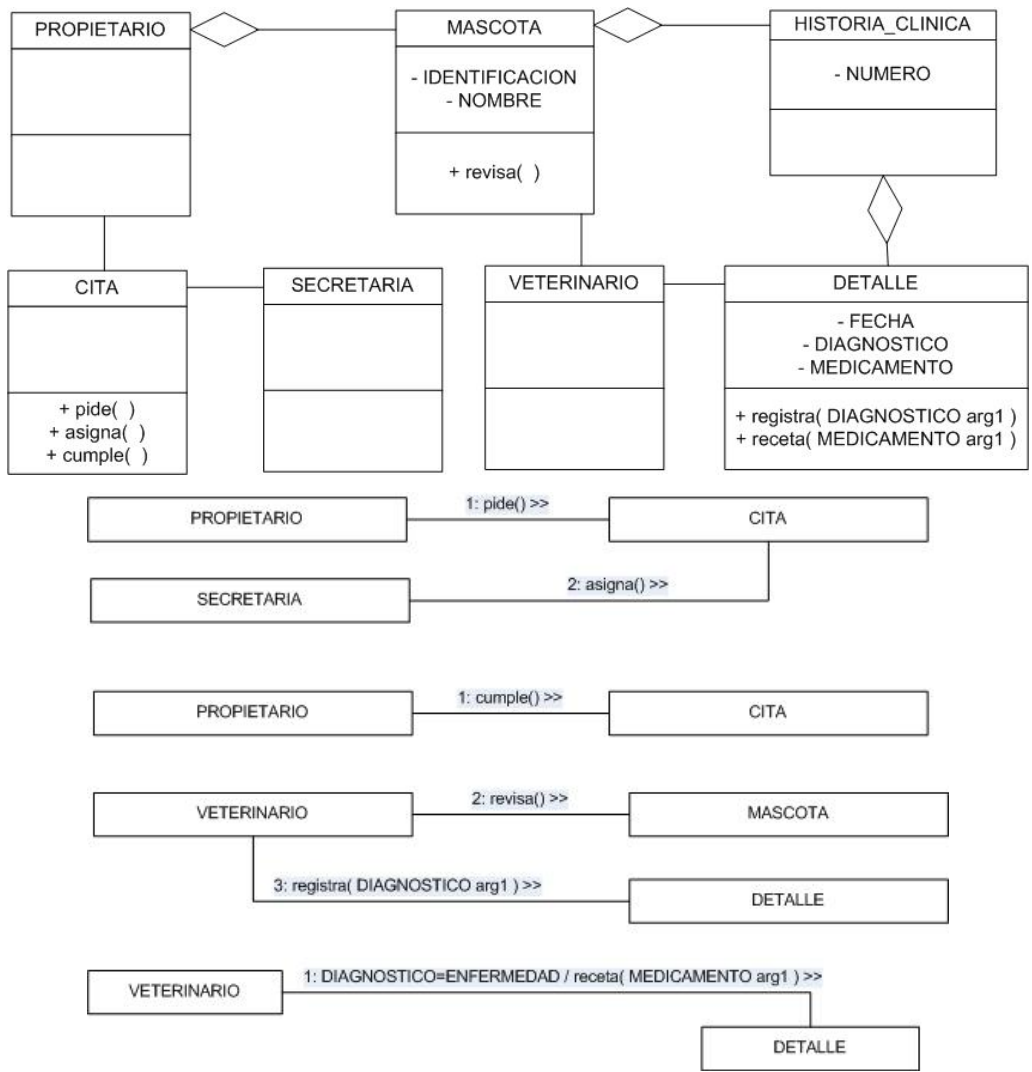 PROPIETARIO
MASCOTA
- IDENTIFICACION
- NOMBRE
+ revisa( )
HISTORIA_CLINICA
- NUMERO
CITA
+ pide( )
+ asigna( )
+ cumple( )
SECRETARIA
VETERINARIO
DETALLE
- FECHA
- DIAGNOSTICO
- MEDICAMENTO
+ registra( DIAGNOSTICO arg1 )
+ receta( MEDICAMENTO arg1 )
PROPIETARIO
1: pide() >>
CITA
SECRETARIA
2: asigna() >>
PROPIETARIO
1: cumple() >>
CITA
VETERINARIO
2: revisa() >>
MASCOTA
3: registra( DIAGNOSTICO arg1 ) >>
DETALLE
VETERINARIO
1: DIAGNOSTICO=ENFERMEDAD / receta( MEDICAMENTO arg1 ) >>
DETALLE